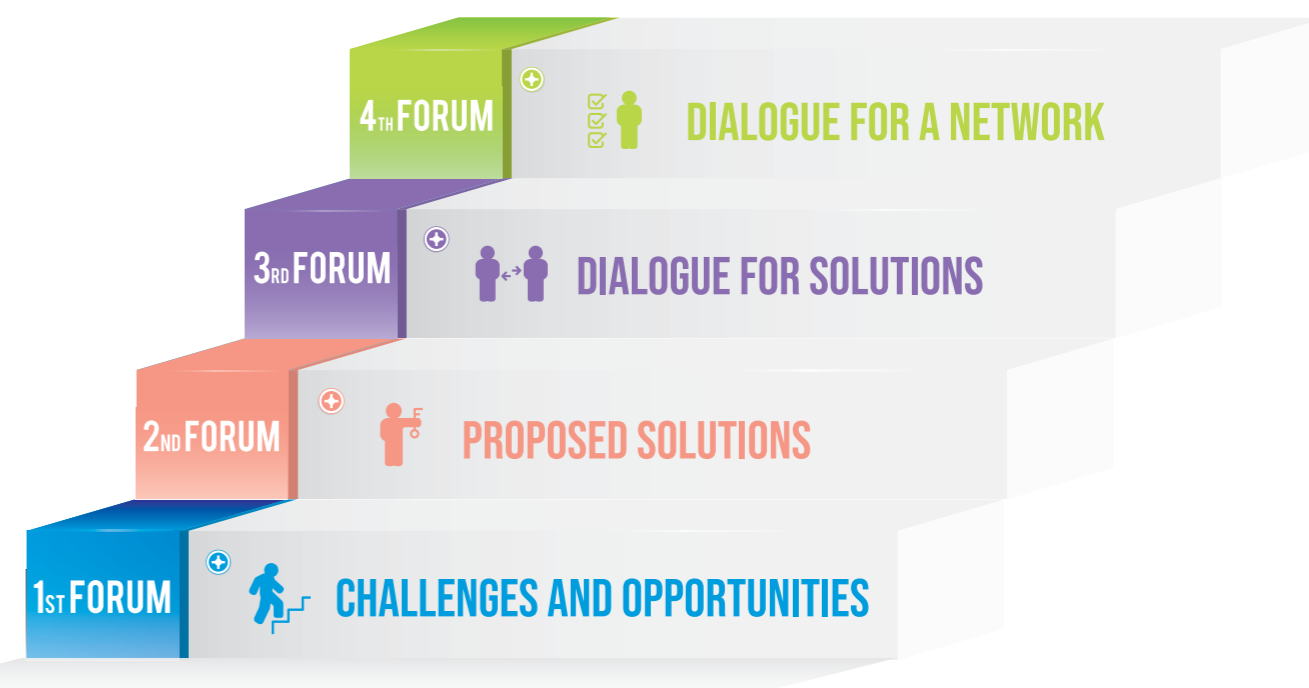 4TH FORUM
DIALOGUE FOR A NETWORK
3RD FORUM
DIALOGUE FOR SOLUTIONS
2ND FORUM
PROPOSED SOLUTIONS
1ST FORUM
CHALLENGES AND OPPORTUNITIES